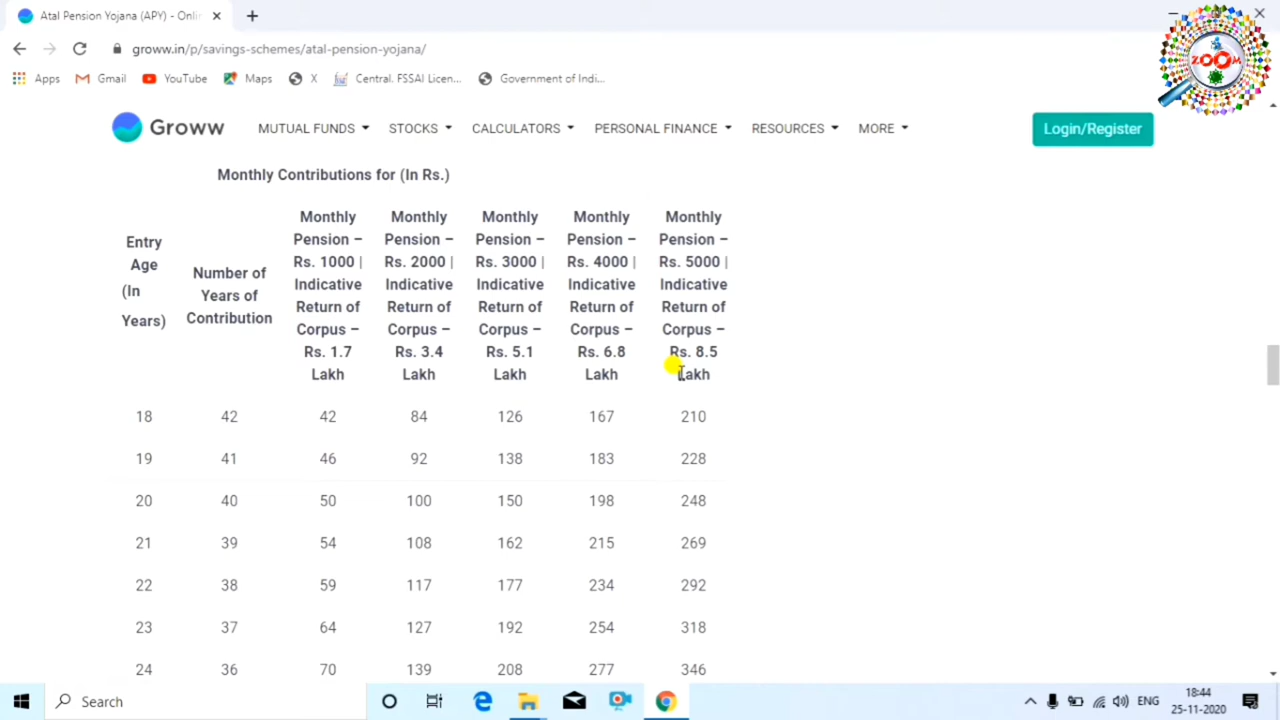 Atal Pension Yojana (APY) - Onli
groww.in/p/savings-schemes/atal-pension-yojana/
Apps Gmail YouTube Maps X Central. FSSAI Licen... Government of Indi...
ZOOM
Groww MUTUAL FUNDS STOCKS CALCULATORS PERSONAL FINANCE RESOURCES MORE Login/Register
Monthly Contributions for (In Rs.)
Entry
Age
(In
Years)
Number of
Years of
Contribution
Monthly
Pension –
Rs. 1000 |
Indicative
Return of
Corpus –
Rs. 1.7
Lakh
Monthly
Pension –
Rs. 2000 |
Indicative
Return of
Corpus –
Rs. 3.4
Lakh
Monthly
Pension –
Rs. 3000 |
Indicative
Return of
Corpus –
Rs. 5.1
Lakh
Monthly
Pension –
Rs. 4000 |
Indicative
Return of
Corpus –
Rs. 6.8
Lakh
Monthly
Pension –
Rs. 5000 |
Indicative
Return of
Corpus –
Rs. 8.5
Lakh
18 42 42 84 126 167 210
19 41 46 92 138 183 228
20 40 50 100 150 198 248
21 39 54 108 162 215 269
22 38 59 117 177 234 292
23 37 64 127 192 254 318
24 36 70 139 208 277 346
Search
ENG
18:44
25-11-2020